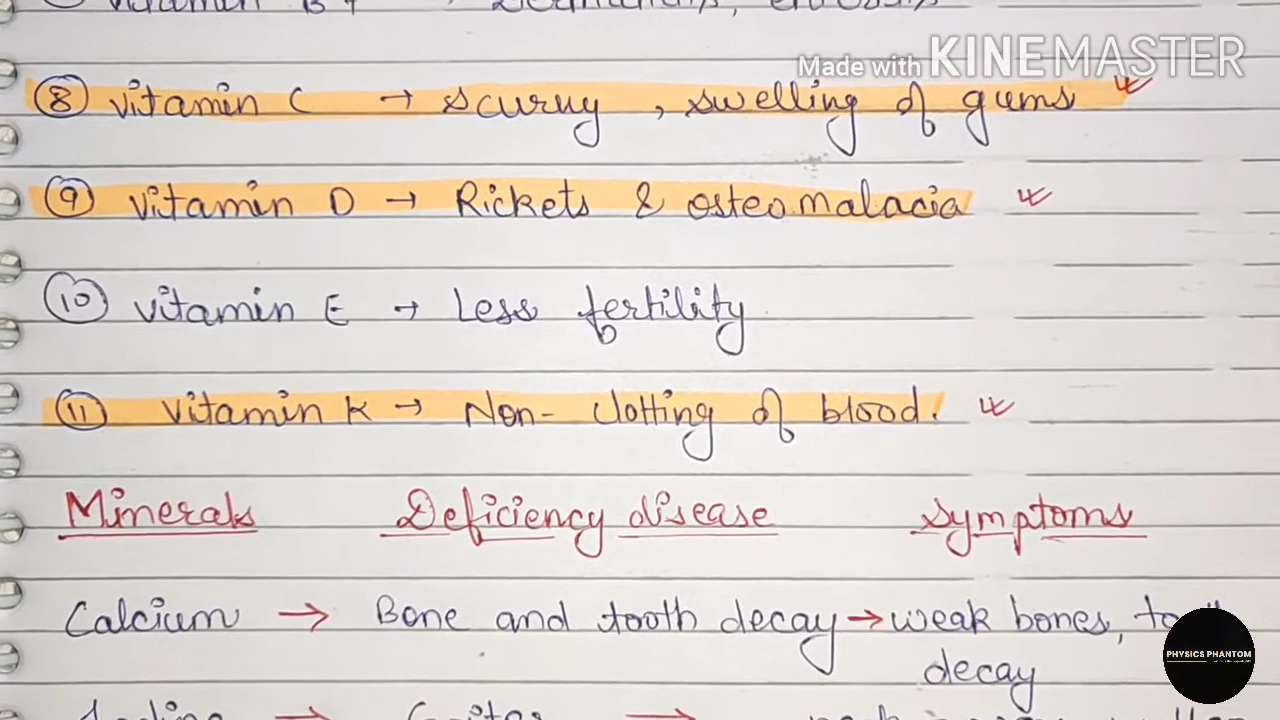 Made with KINEMASTER
⑧ Vitamin C → Scurvy, swelling of gums
⑨ Vitamin D → Rickets & osteomalacia
⑩ Vitamin E → Less fertility
⑪ Vitamin K → Non-clotting of blood.
Minerals Deficiency disease Symptoms
Calcium → Bone and tooth decay → weak bones,
decay
PHYSICS PHANTOM